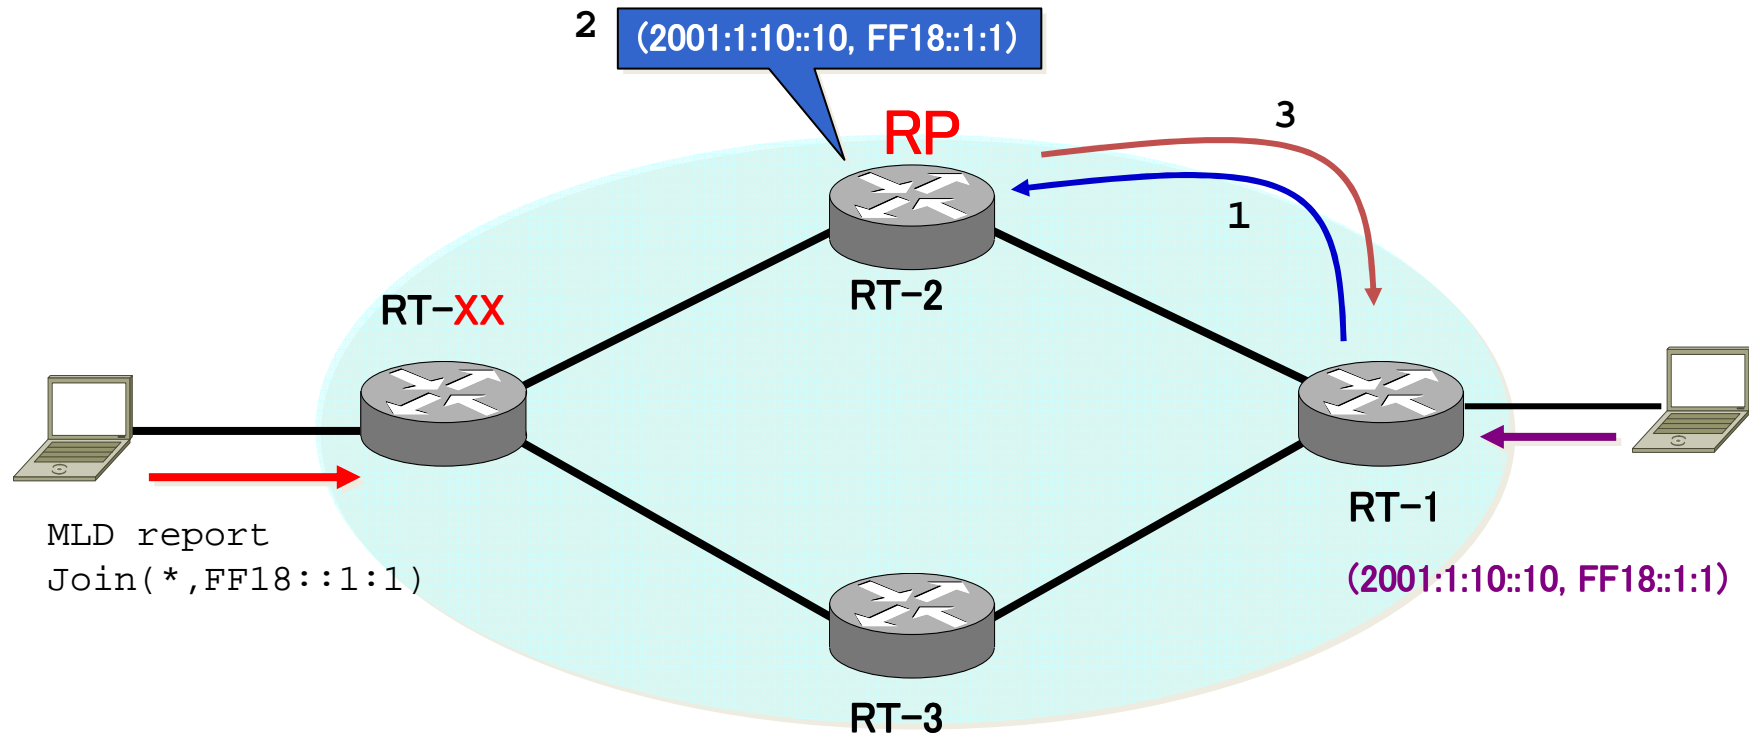 2
(2001:1:10::10, FF18::1:1)
RP
3
1
RT-2
RT-XX
RT-1
MLD report
Join(*,FF18::1:1)
(2001:1:10::10, FF18::1:1)
RT-3